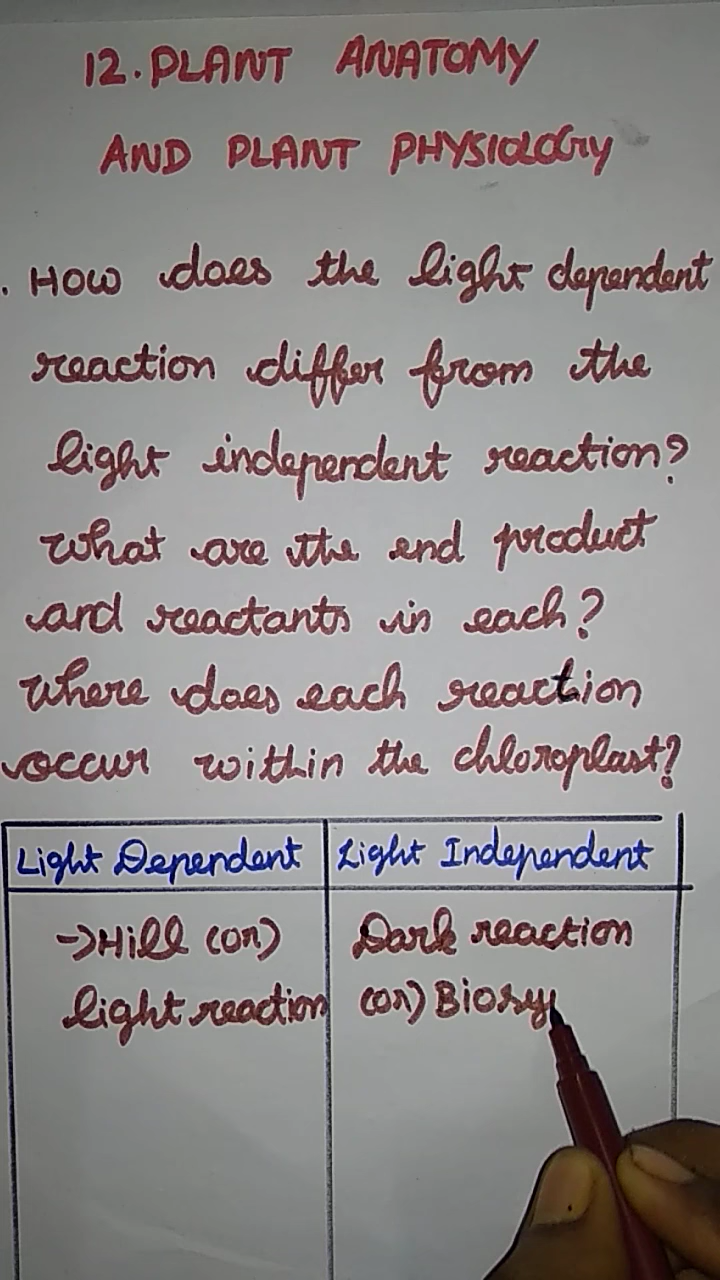 12. PLANT ANATOMY
AND PLANT PHYSIOLOGY
. How does the light dependent
reaction differ from the
light independent reaction?
what are the end product
and reactants in each?
Where does each reaction
occur within the chloroplast?
Light Dependent
Light Independent
->Hill (or)
light reaction
Dark reaction
(or) Biosy